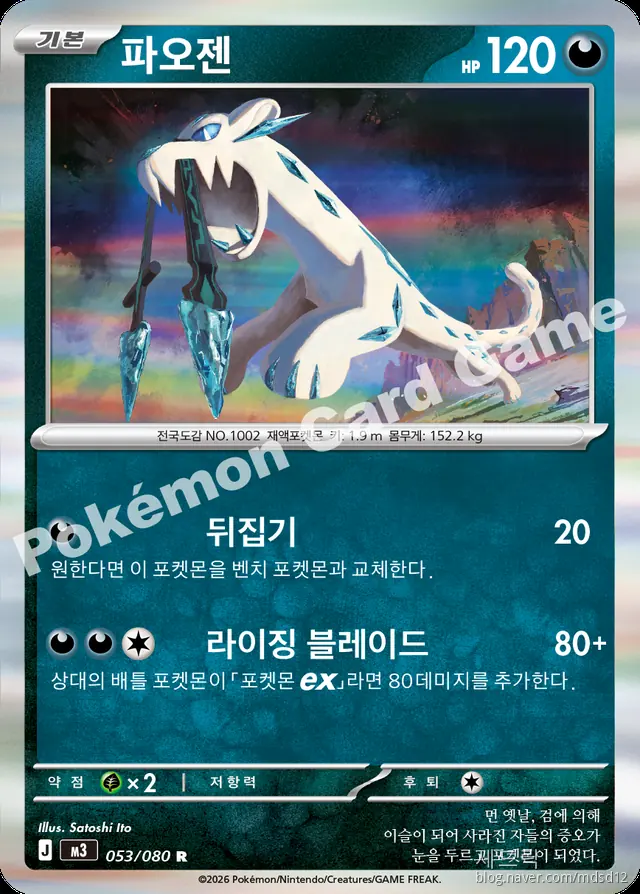 기본
파오젠
HP 120
전국도감 NO.1002 재액포켓몬 키: 1.9 m 몸무게: 152.2 kg
Pokémon Card Game
뒤집기 20
원한다면 이 포켓몬을 벤치 포켓몬과 교체한다.
라이징 블레이드 80+
상대의 배틀 포켓몬이 「포켓몬 ex」라면 80데미지를 추가한다.
약점 ×2 저항력 후퇴
Illus. Satoshi Ito
J m3 053/080 R
먼 옛날, 검에 의해
이슬이 되어 사라진 자들의 증오가
눈을 두르고 포켓몬이 되었다.
blog.naver.com/mdsd12
©2026 Pokémon/Nintendo/Creatures/GAME FREAK.